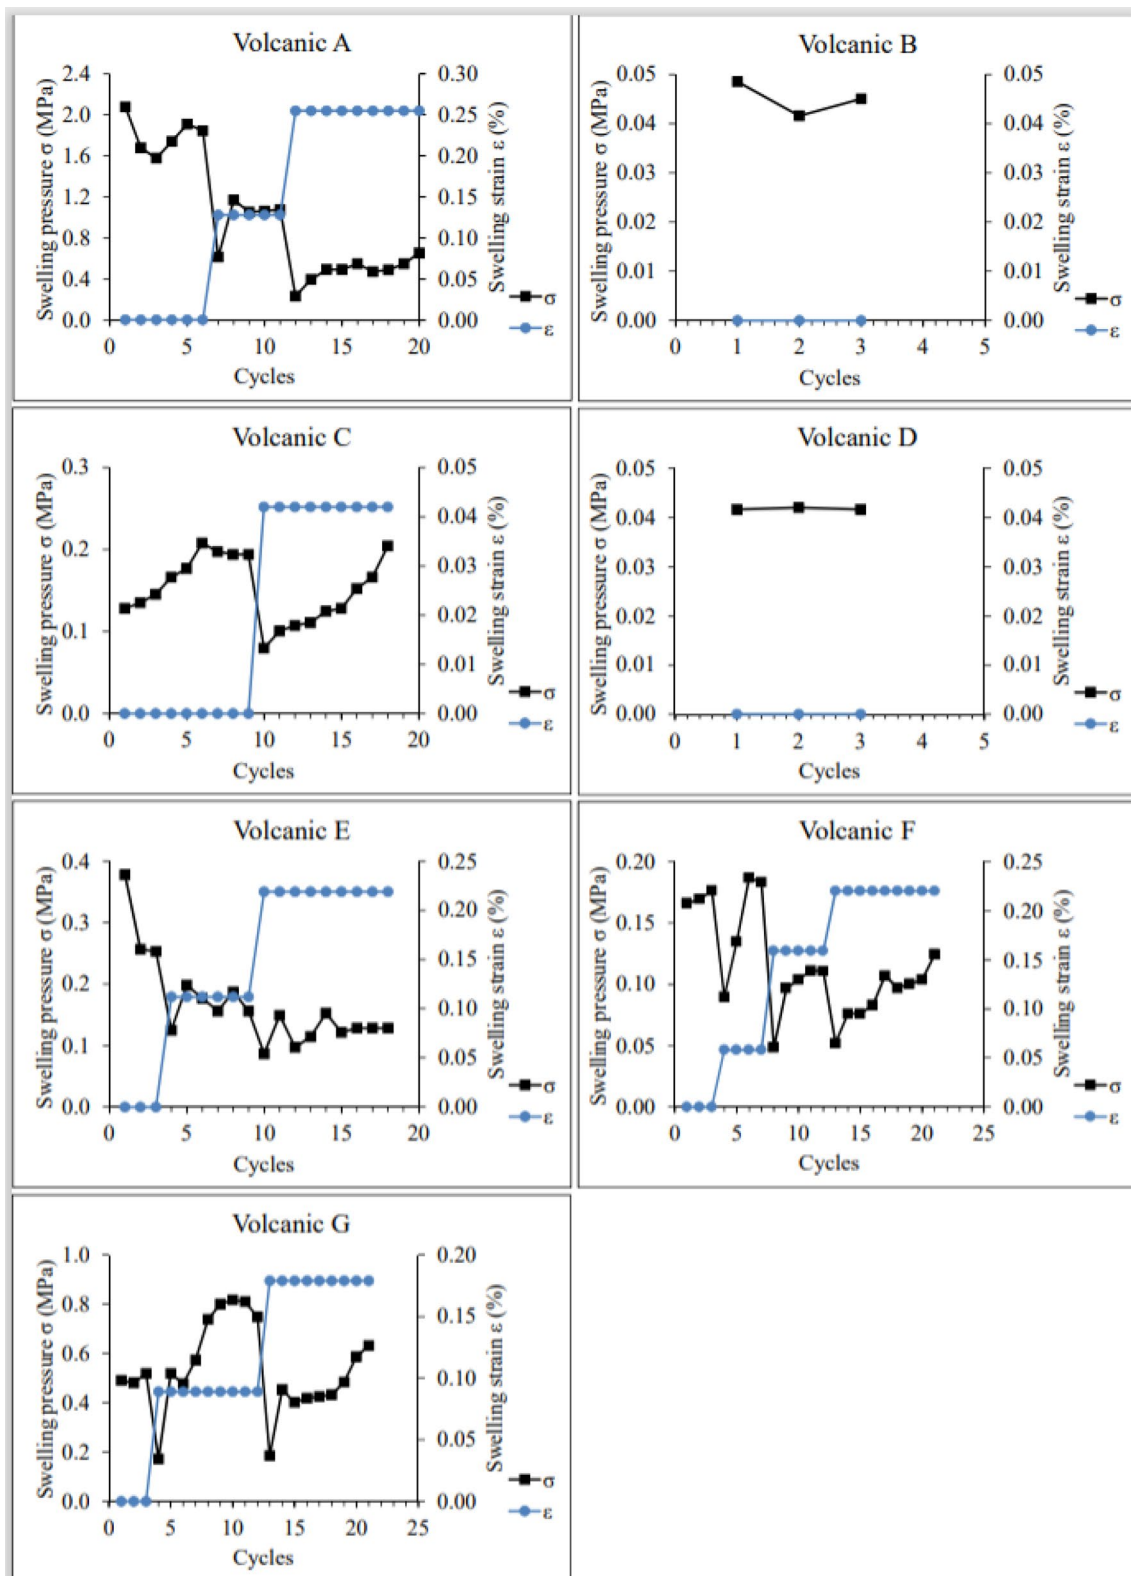 Volcanic A
Swelling pressure σ (MPa)
2.4
2.0
1.6
1.2
0.8
0.4
0.0
0.30
0.25
0.20
0.15
0.10
0.05
0.00
Swelling strain ε (%)
σ
ε
0 5 10 15 20
Cycles
Volcanic B
Swelling pressure σ (MPa)
0.05
0.04
0.03
0.02
0.01
0.00
0.05
0.04
0.03
0.02
0.01
0.00
Swelling strain ε (%)
σ
ε
0 1 2 3 4 5
Cycles
Volcanic C
Swelling pressure σ (MPa)
0.3
0.2
0.1
0.0
0.05
0.04
0.03
0.02
0.01
0.00
Swelling strain ε (%)
σ
ε
0 5 10 15 20
Cycles
Volcanic D
Swelling pressure σ (MPa)
0.05
0.04
0.03
0.02
0.01
0.00
0.05
0.04
0.03
0.02
0.01
0.00
Swelling strain ε (%)
σ
ε
0 1 2 3 4 5
Cycles
Volcanic E
Swelling pressure σ (MPa)
0.4
0.3
0.2
0.1
0.0
0.25
0.20
0.15
0.10
0.05
0.00
Swelling strain ε (%)
σ
ε
0 5 10 15 20
Cycles
Volcanic F
Swelling pressure σ (MPa)
0.20
0.15
0.10
0.05
0.00
0.25
0.20
0.15
0.10
0.05
0.00
Swelling strain ε (%)
σ
ε
0 5 10 15 20 25
Cycles
Volcanic G
Swelling pressure σ (MPa)
1.0
0.8
0.6
0.4
0.2
0.0
0.20
0.15
0.10
0.05
0.00
Swelling strain ε (%)
σ
ε
0 5 10 15 20 25
Cycles